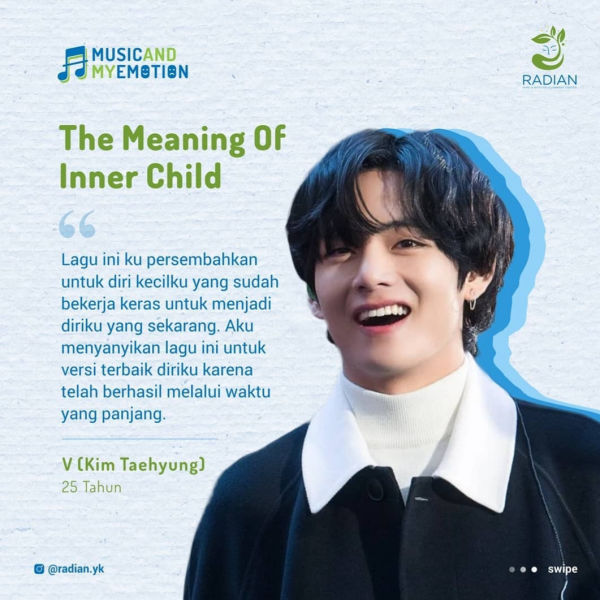 MUSICAND
MYEMOTION
RADIAN
The Meaning Of
Inner Child
Lagu ini ku persembahkan
untuk diri kecilku yang sudah
bekerja keras untuk menjadi
diriku yang sekarang. Aku
menyanyikan lagu ini untuk
versi terbaik diriku karena
telah berhasil melalui waktu
yang panjang.
V (Kim Taehyung)
25 Tahun
@radian.yk
swipe